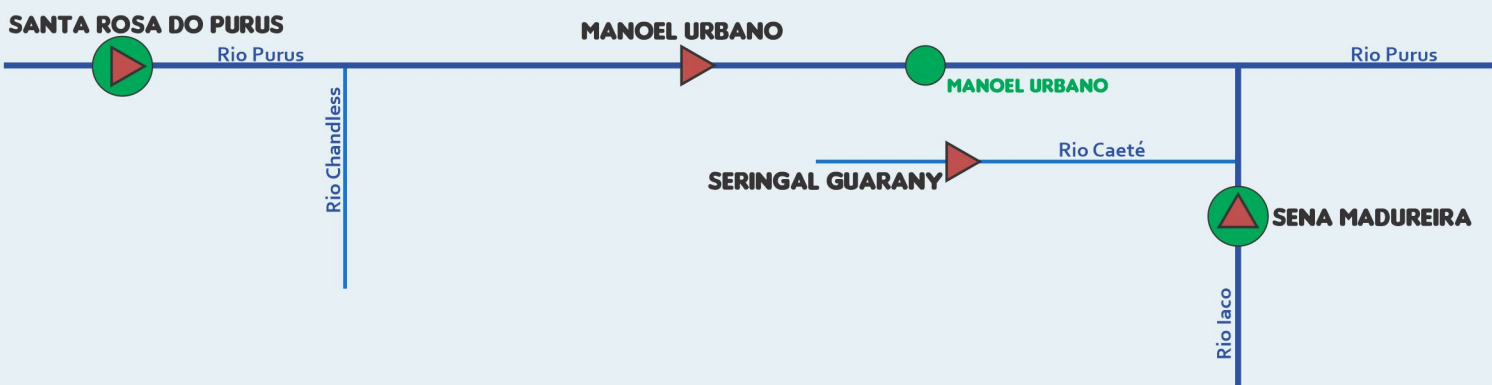 SANTA ROSA DO PURUS
Rio Purus
MANOEL URBANO
Rio Purus
MANOEL URBANO
Rio Chandless
Rio Caeté
SERINGAL GUARANY
SENA MADUREIRA
Rio Iaco